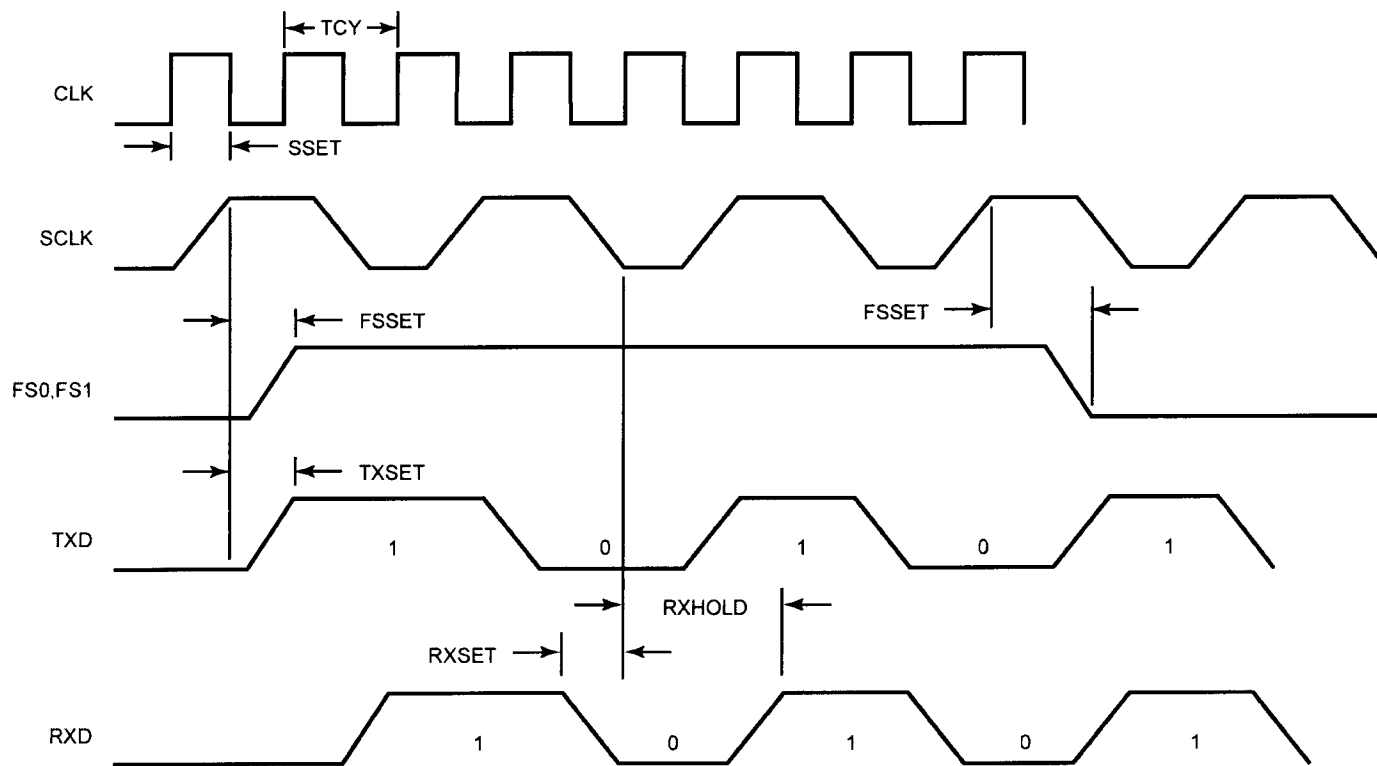 TCY
CLK
SSET
SCLK
FSSET
FSSET
FS0,FS1
TXSET
TXD
1 0 1 0 1
RXHOLD
RXSET
RXD
1 0 1 0 1